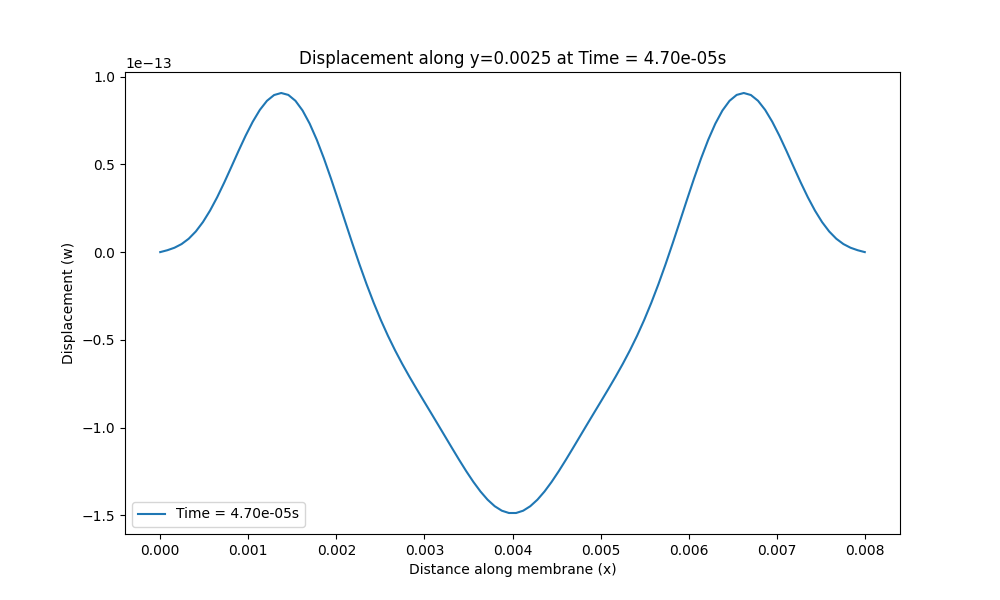 Displacement along y=0.0025 at Time = 4.70e-05s
1e−13
1.0
0.5
0.0
−0.5
−1.0
−1.5
Displacement (w)
Time = 4.70e-05s
0.000 0.001 0.002 0.003 0.004 0.005 0.006 0.007 0.008
Distance along membrane (x)